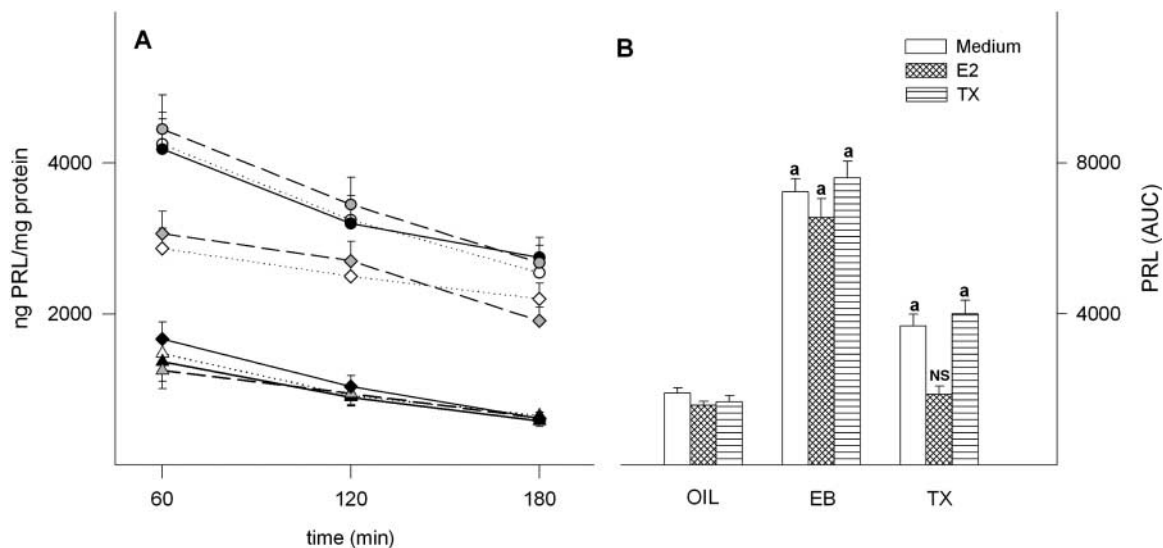 A
ng PRL/mg protein
4000
2000
60
120
180
time (min)
B
Medium
E2
TX
a
a
a
a
NS
a
8000
4000
PRL (AUC)
OIL
EB
TX